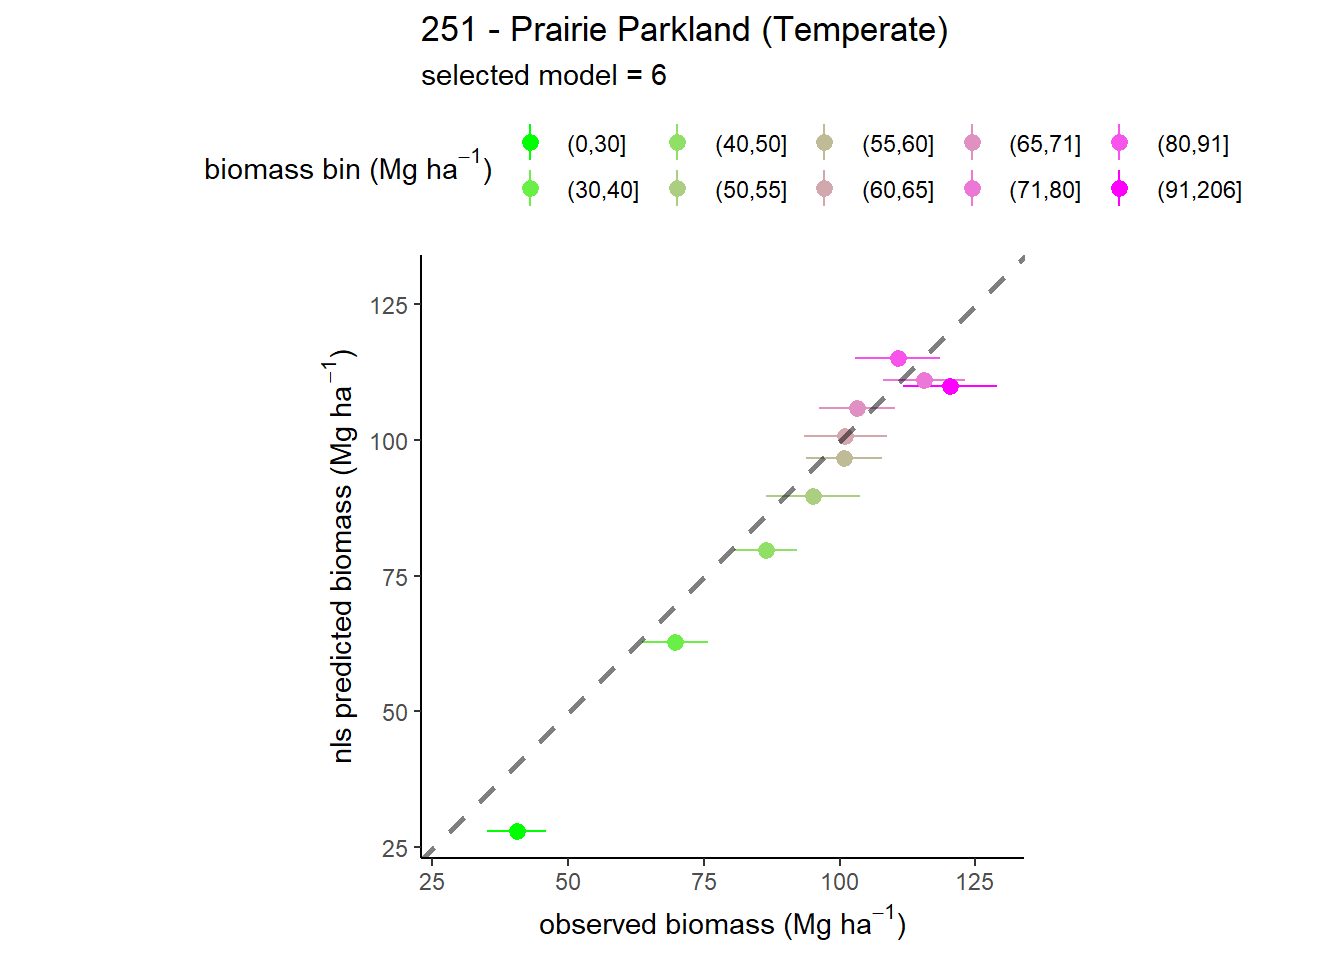 251 - Prairie Parkland (Temperate)
selected model = 6
biomass bin (Mg ha⁻¹)
(0,30] (40,50] (55,60] (65,71] (80,91]
(30,40] (50,55] (60,65] (71,80] (91,206]
nls predicted biomass (Mg ha⁻¹)
125
100
75
50
25
25 50 75 100 125
observed biomass (Mg ha⁻¹)